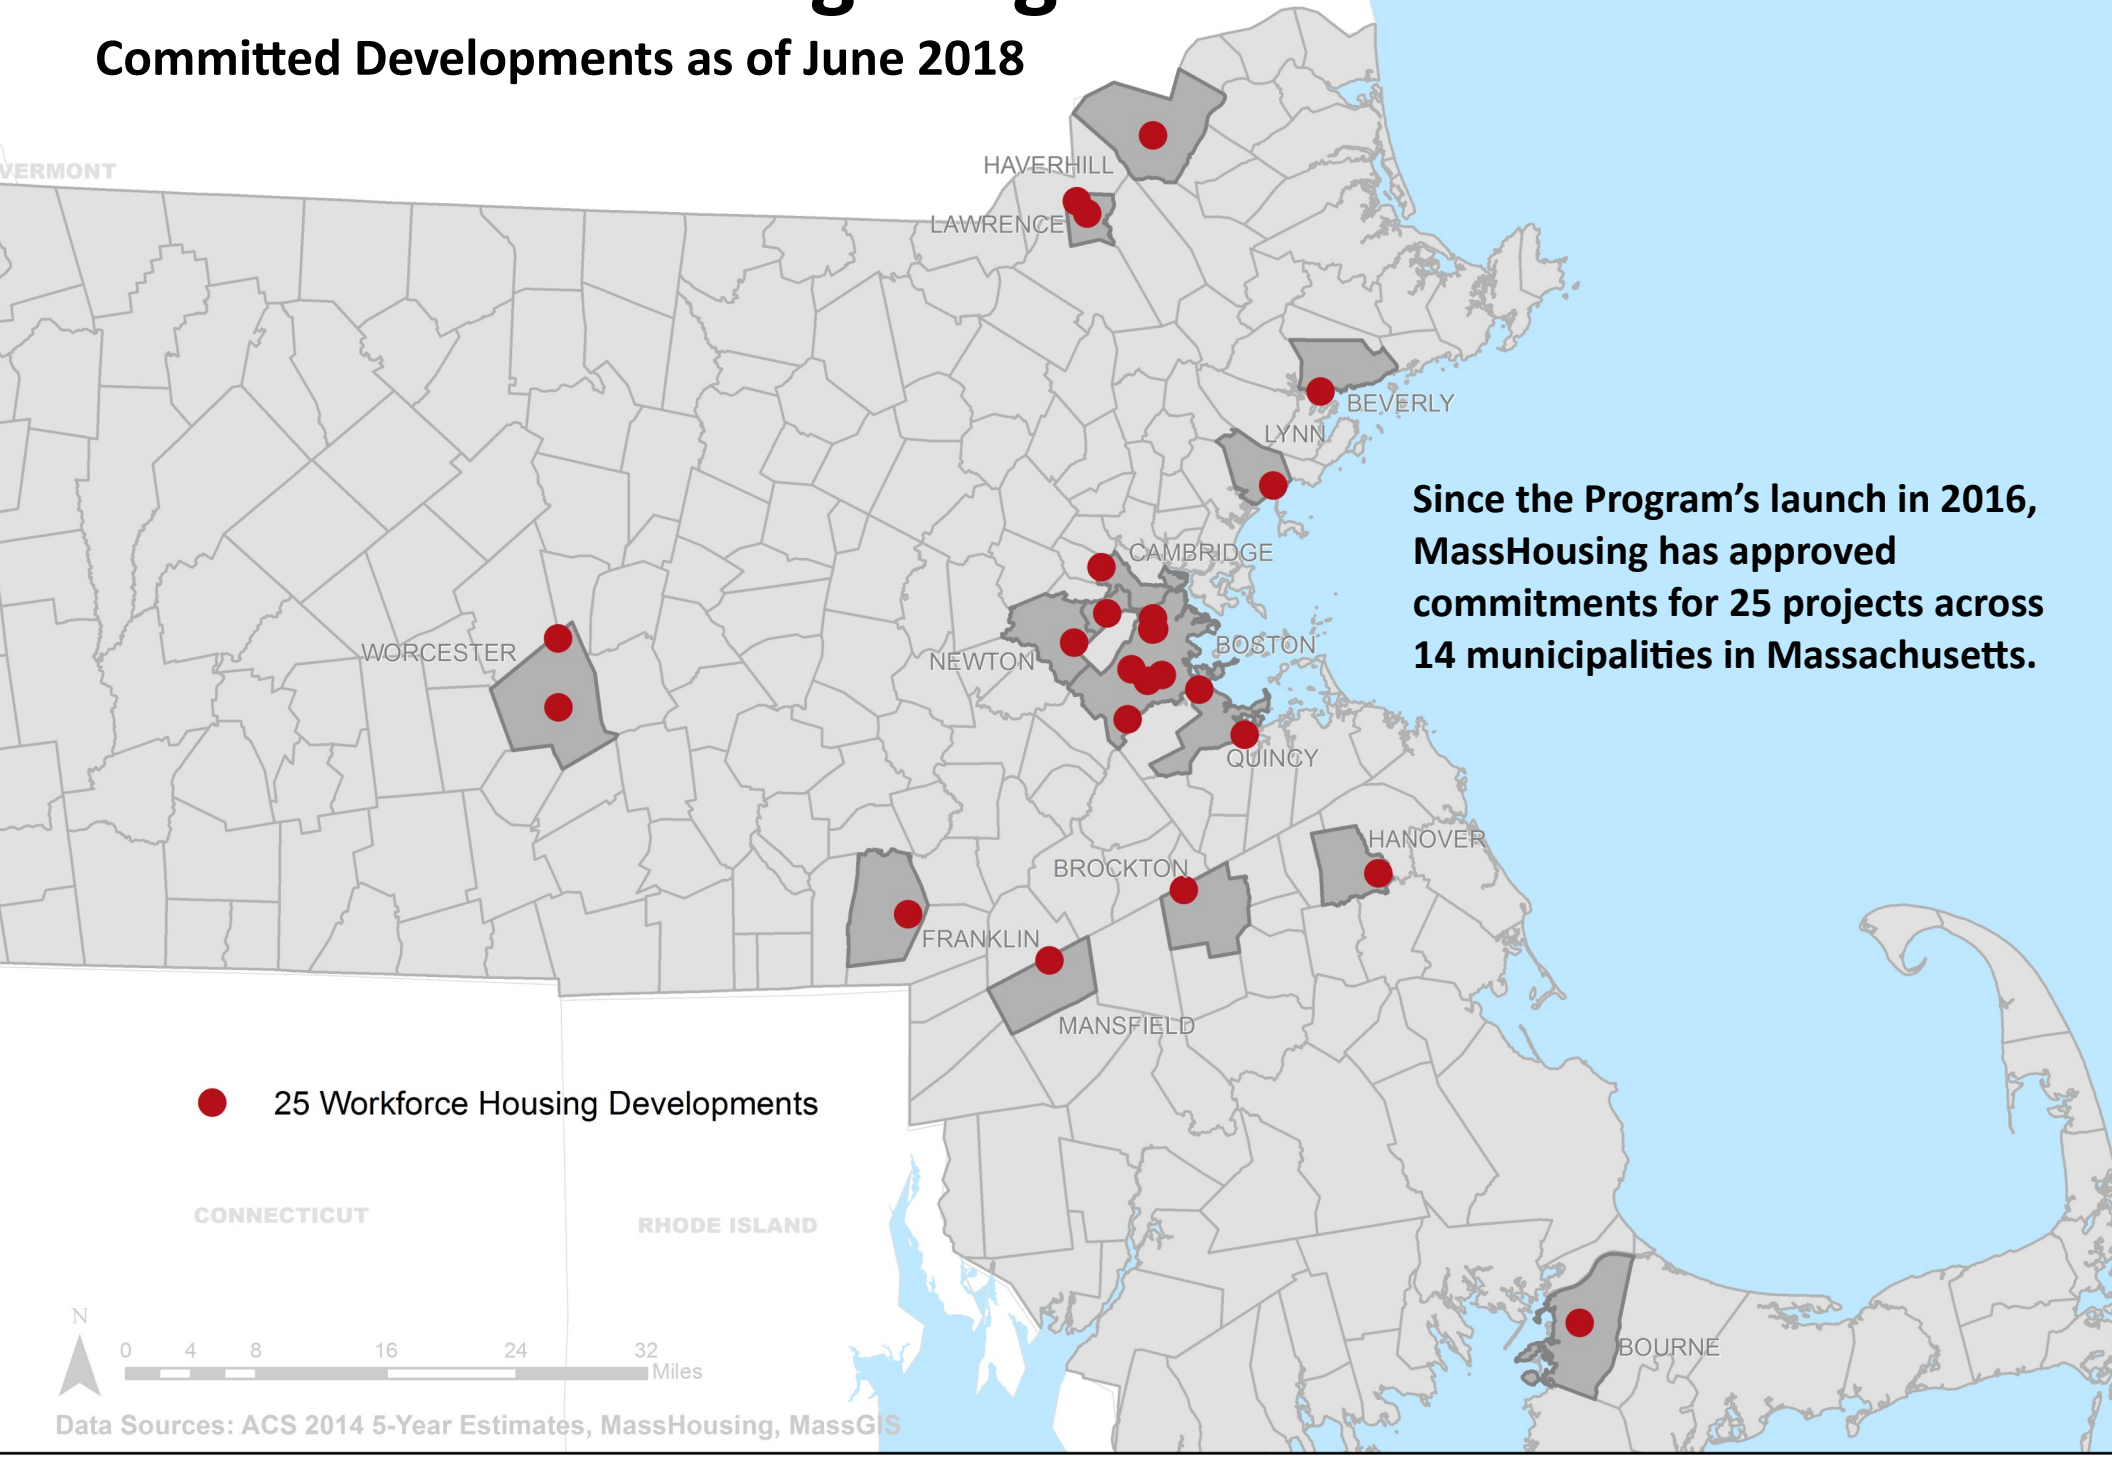 Committed Developments as of June 2018
VERMONT
HAVERHILL
LAWRENCE
BEVERLY
LYNN
Since the Program's launch in 2016,
MassHousing has approved
commitments for 25 projects across
14 municipalities in Massachusetts.
CAMBRIDGE
WORCESTER
NEWTON
BOSTON
QUINCY
HANOVER
BROCKTON
FRANKLIN
MANSFIELD
25 Workforce Housing Developments
CONNECTICUT
RHODE ISLAND
N
0 4 8 16 24 32
Miles
BOURNE
Data Sources: ACS 2014 5-Year Estimates, MassHousing, MassGIS